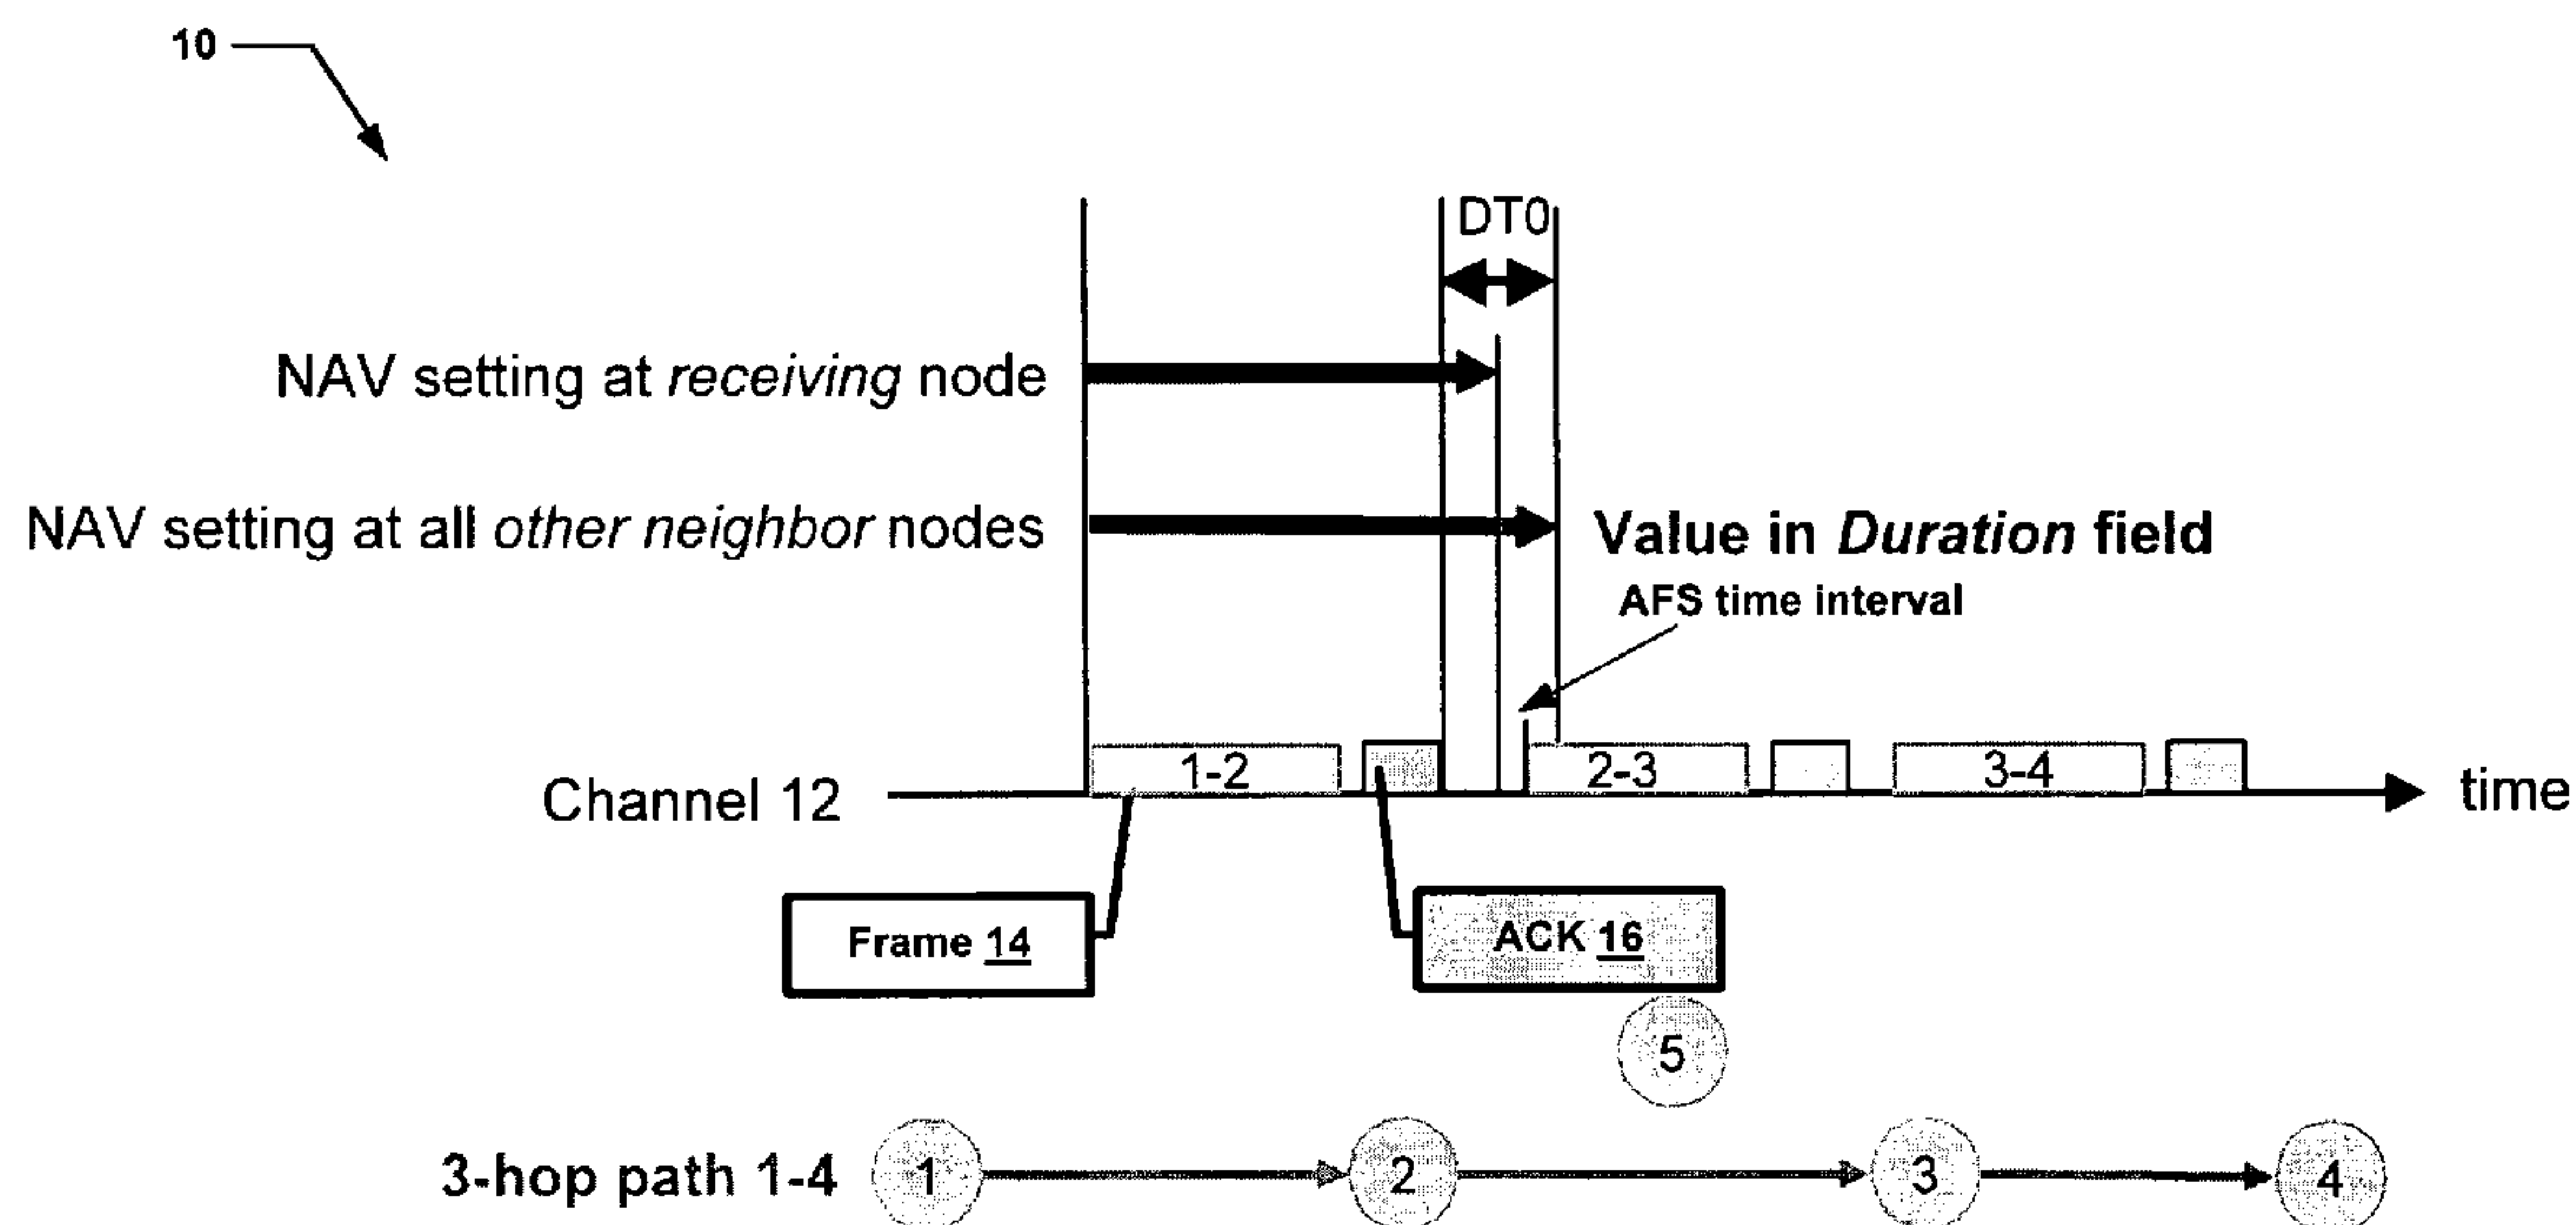 10
DT0
NAV setting at receiving node
NAV setting at all other neighbor nodes
Value in Duration field
AFS time interval
1-2
2-3
3-4
Channel 12
time
Frame 14
ACK 16
5
3-hop path 1-4
1
2
3
4